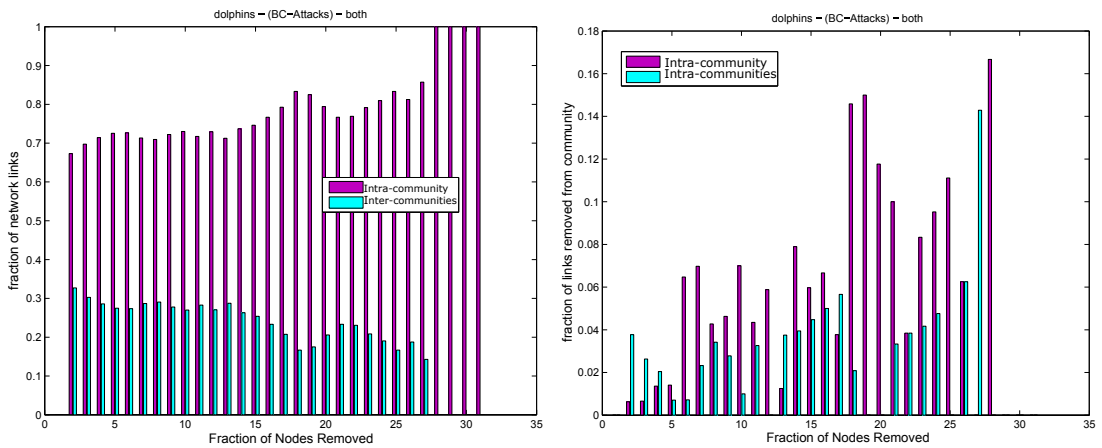 dolphins − (BC−Attacks) − both
1
0.9
0.8
0.7
0.6
0.5
0.4
0.3
0.2
0.1
0
fraction of network links
Intra-community
Inter-communities
0 5 10 15 20 25 30 35
Fraction of Nodes Removed
dolphins − (BC−Attacks) − both
0.18
0.16
0.14
0.12
0.1
0.08
0.06
0.04
0.02
0
fraction of links removed from community
Intra-community
Intra-communities
0 5 10 15 20 25 30 35
Fraction of Nodes Removed